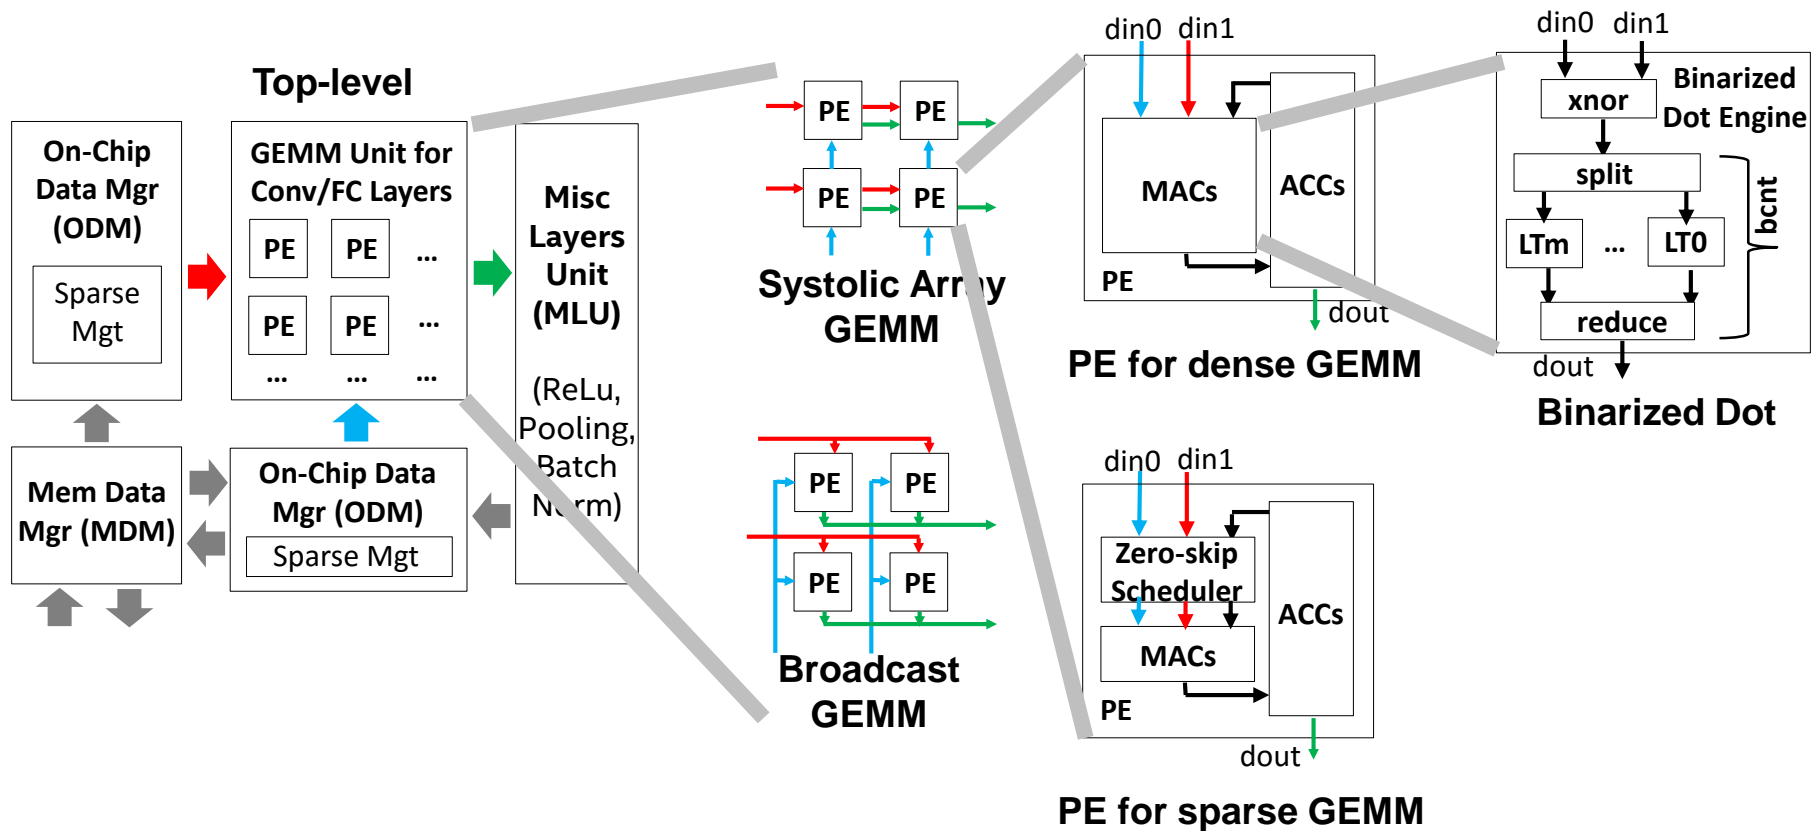 Top-level
On-Chip
Data Mgr
(ODM)
Sparse
Mgt
GEMM Unit for
Conv/FC Layers
PE
PE
...
PE
PE
...
...
...
...
Misc
Layers
Unit
(MLU)
(ReLu,
Pooling,
Batch
Norm)
Mem Data
Mgr (MDM)
On-Chip Data
Mgr (ODM)
Sparse Mgt
PE
PE
PE
PE
Systolic Array
GEMM
PE
PE
PE
PE
Broadcast
GEMM
din0
din1
MACs
ACCs
PE
dout
PE for dense GEMM
din0
din1
Zero-skip
Scheduler
MACs
ACCs
PE
dout
PE for sparse GEMM
din0
din1
Binarized
Dot Engine
xnor
split
LTm
...
LT0
bcnt
reduce
dout
Binarized Dot